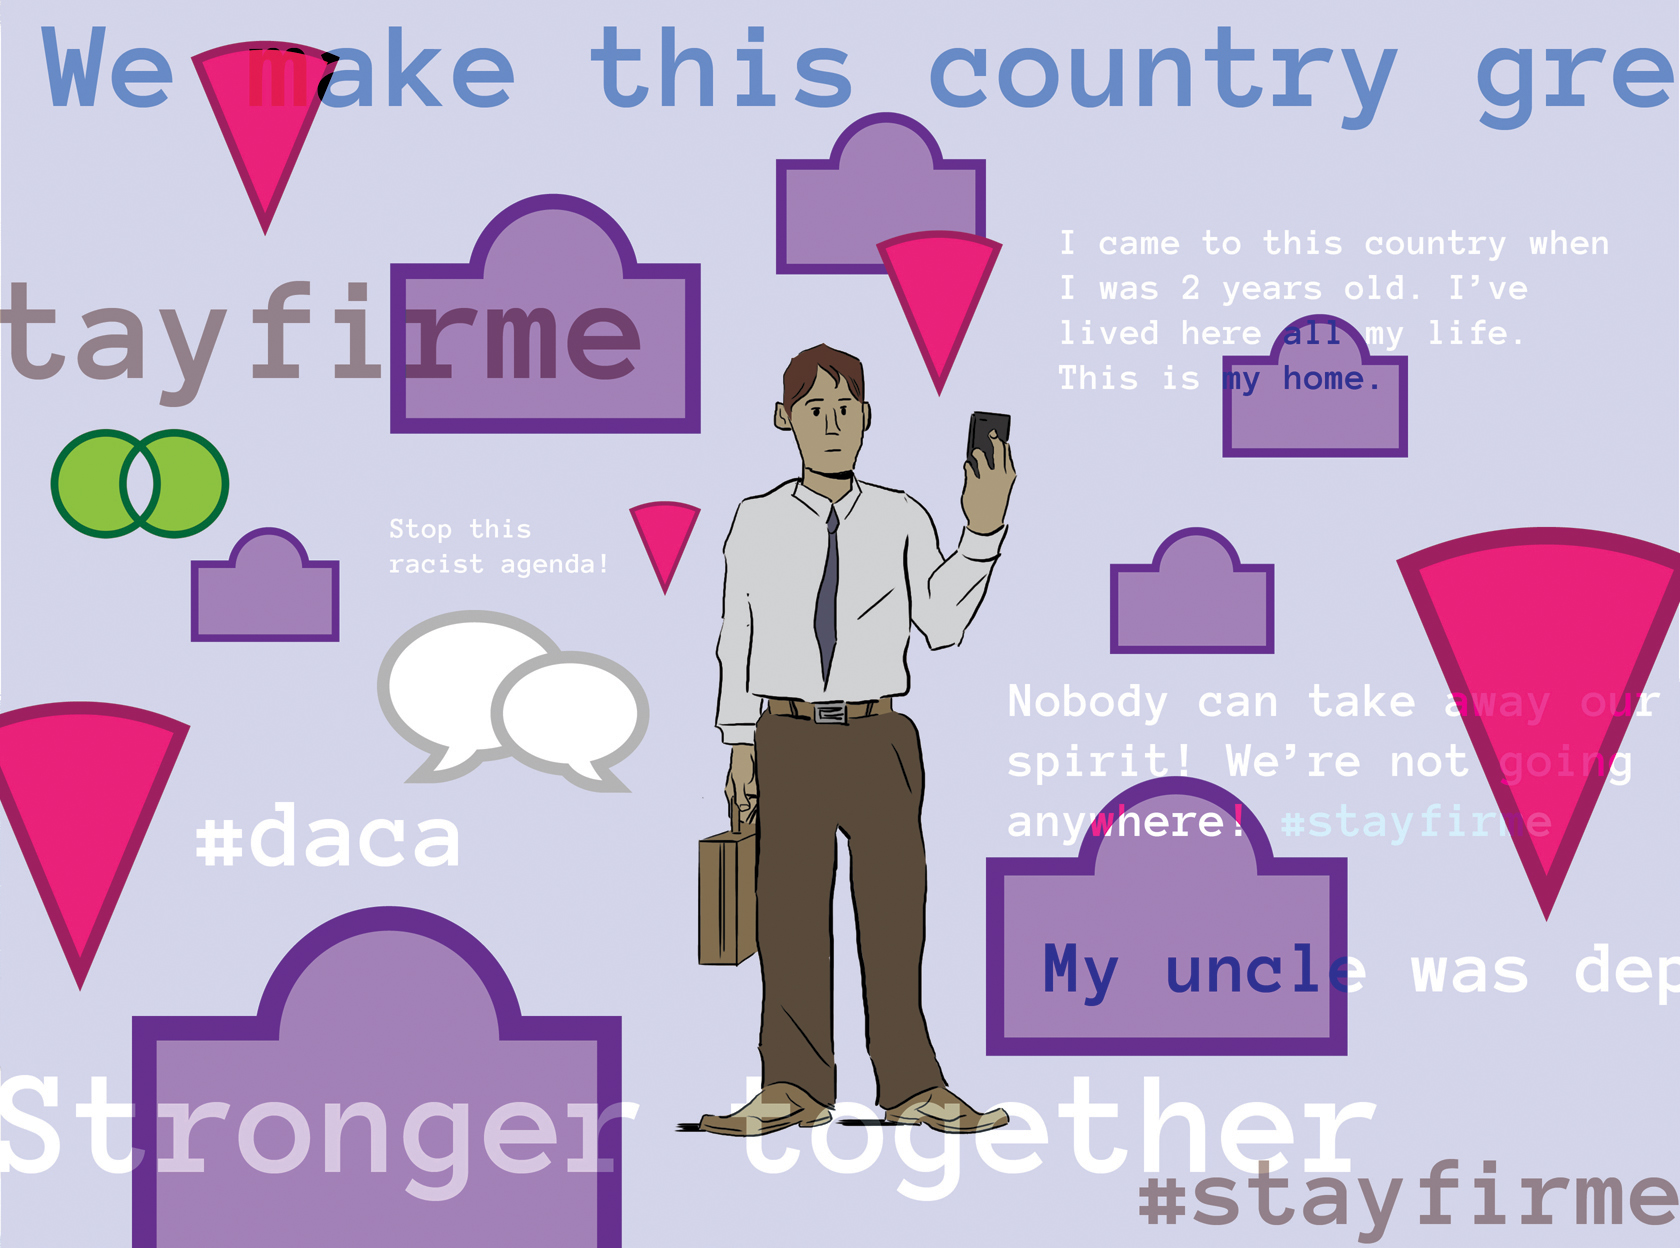 We make this country gre
I came to this country when
I was 2 years old. I’ve
lived here all my life.
This is my home.
tayfirme
Stop this
racist agenda!
Nobody can take away our
spirit! We’re not going
anywhere! #stayfirme
#daca
My uncle was dep
Stronger together
#stayfirme